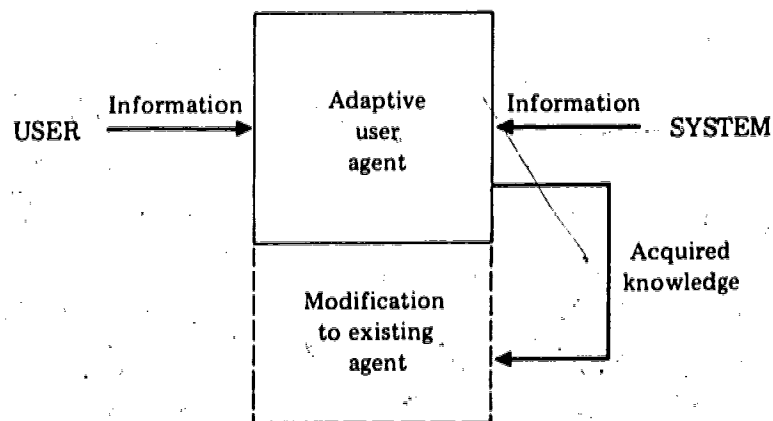 USER
Information
Adaptive
user
agent
Information
SYSTEM
Acquired
knowledge
Modification
to existing
agent